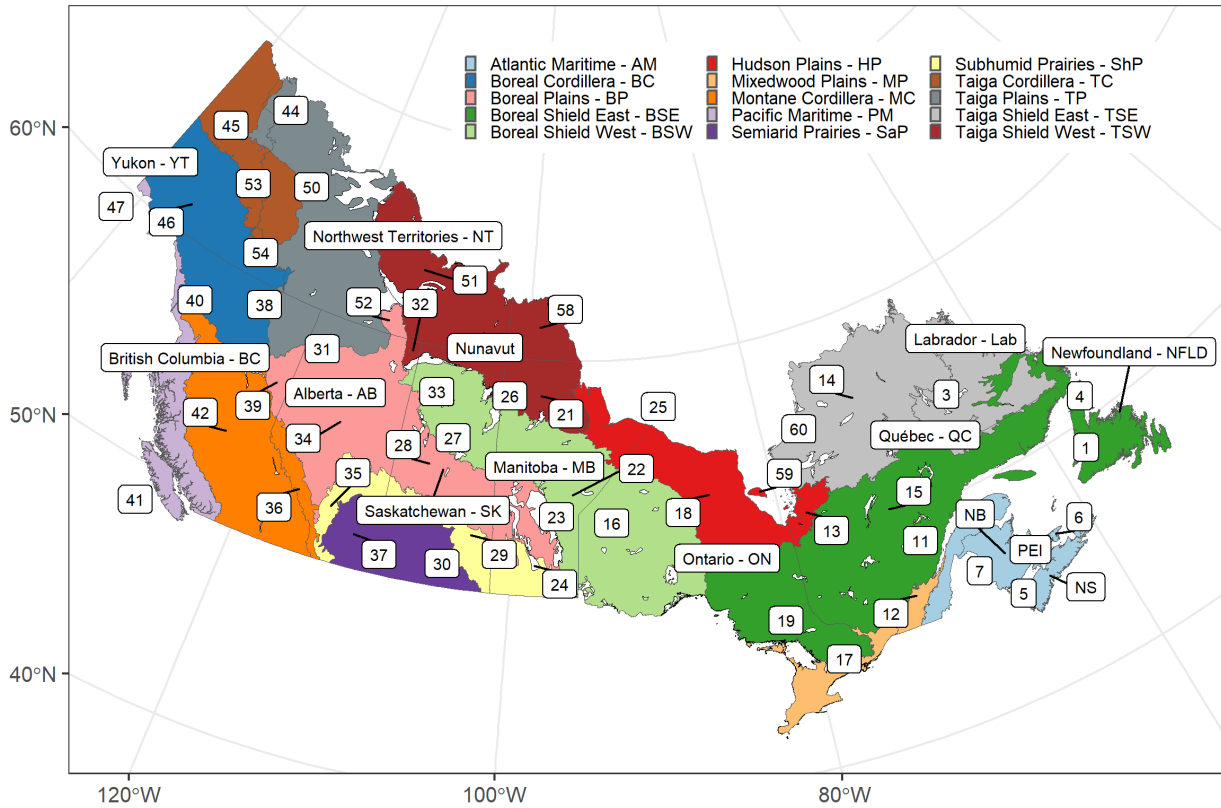 60°N
50°N
40°N
120°W
100°W
80°W
Atlantic Maritime - AM
Boreal Cordillera - BC
Boreal Plains - BP
Boreal Shield East - BSE
Boreal Shield West - BSW
Hudson Plains - HP
Mixedwood Plains - MP
Montane Cordillera - MC
Pacific Maritime - PM
Semiarid Prairies - SaP
Subhumid Prairies - ShP
Taiga Cordillera - TC
Taiga Plains - TP
Taiga Shield East - TSE
Taiga Shield West - TSW
44
45
Yukon - YT
53
50
47
46
Northwest Territories - NT
54
51
40
38
52
32
58
31
Nunavut
Labrador - Lab
Newfoundland - NFLD
British Columbia - BC
14
39
Alberta - AB
33
26
21
25
3
4
42
34
28
27
60
Québec - QC
1
35
Manitoba - MB
22
59
15
41
36
Saskatchewan - SK
23
16
18
13
NB
6
37
30
29
24
Ontario - ON
11
PEI
7
5
NS
12
19
17